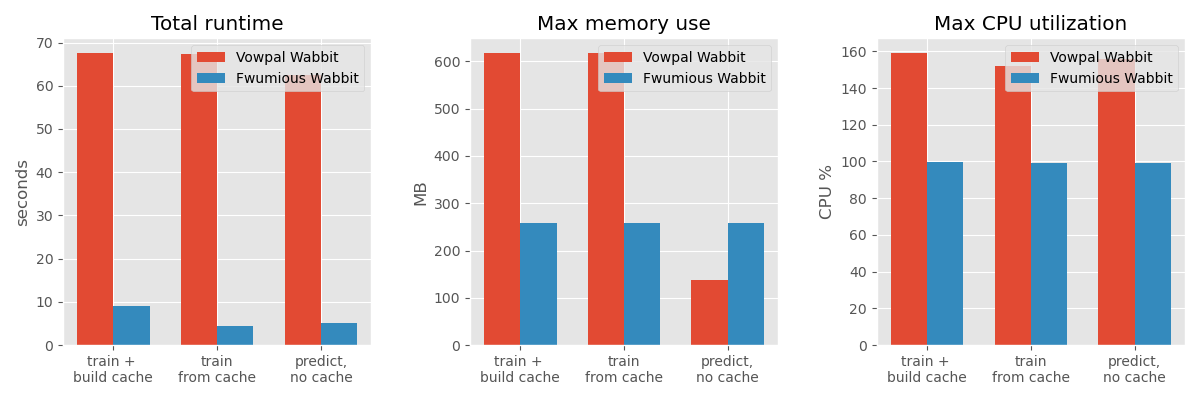 Total runtime
Vowpal Wabbit
Fwumious Wabbit
seconds
70
60
50
40
30
20
10
0
train +
build cache
train
from cache
predict,
no cache
Max memory use
Vowpal Wabbit
Fwumious Wabbit
MB
600
500
400
300
200
100
0
train +
build cache
train
from cache
predict,
no cache
Max CPU utilization
Vowpal Wabbit
Fwumious Wabbit
CPU %
160
140
120
100
80
60
40
20
0
train +
build cache
train
from cache
predict,
no cache